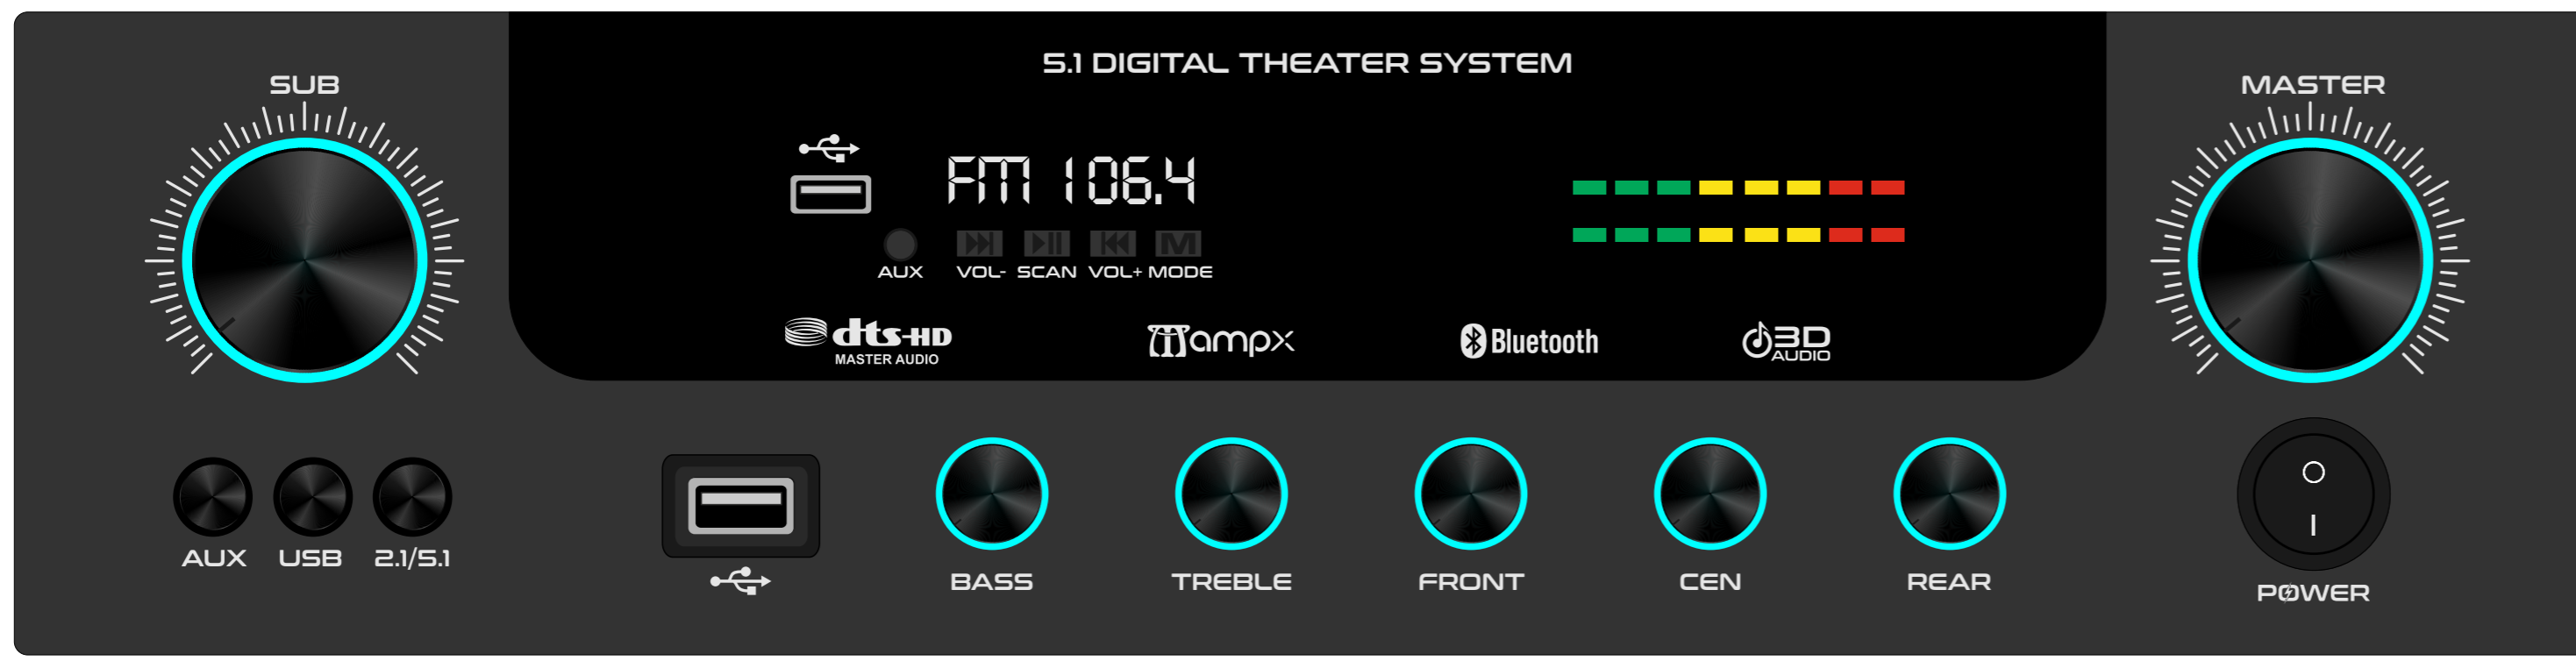 5.1 DIGITAL THEATER SYSTEM
SUB
MASTER
FM 106.4
M
AUX VOL- SCAN VOL+ MODE
dts-HD
MASTER AUDIO
ampx
Bluetooth
3D
AUDIO
AUX USB 2.1/5.1
BASS TREBLE FRONT CEN REAR
POWER